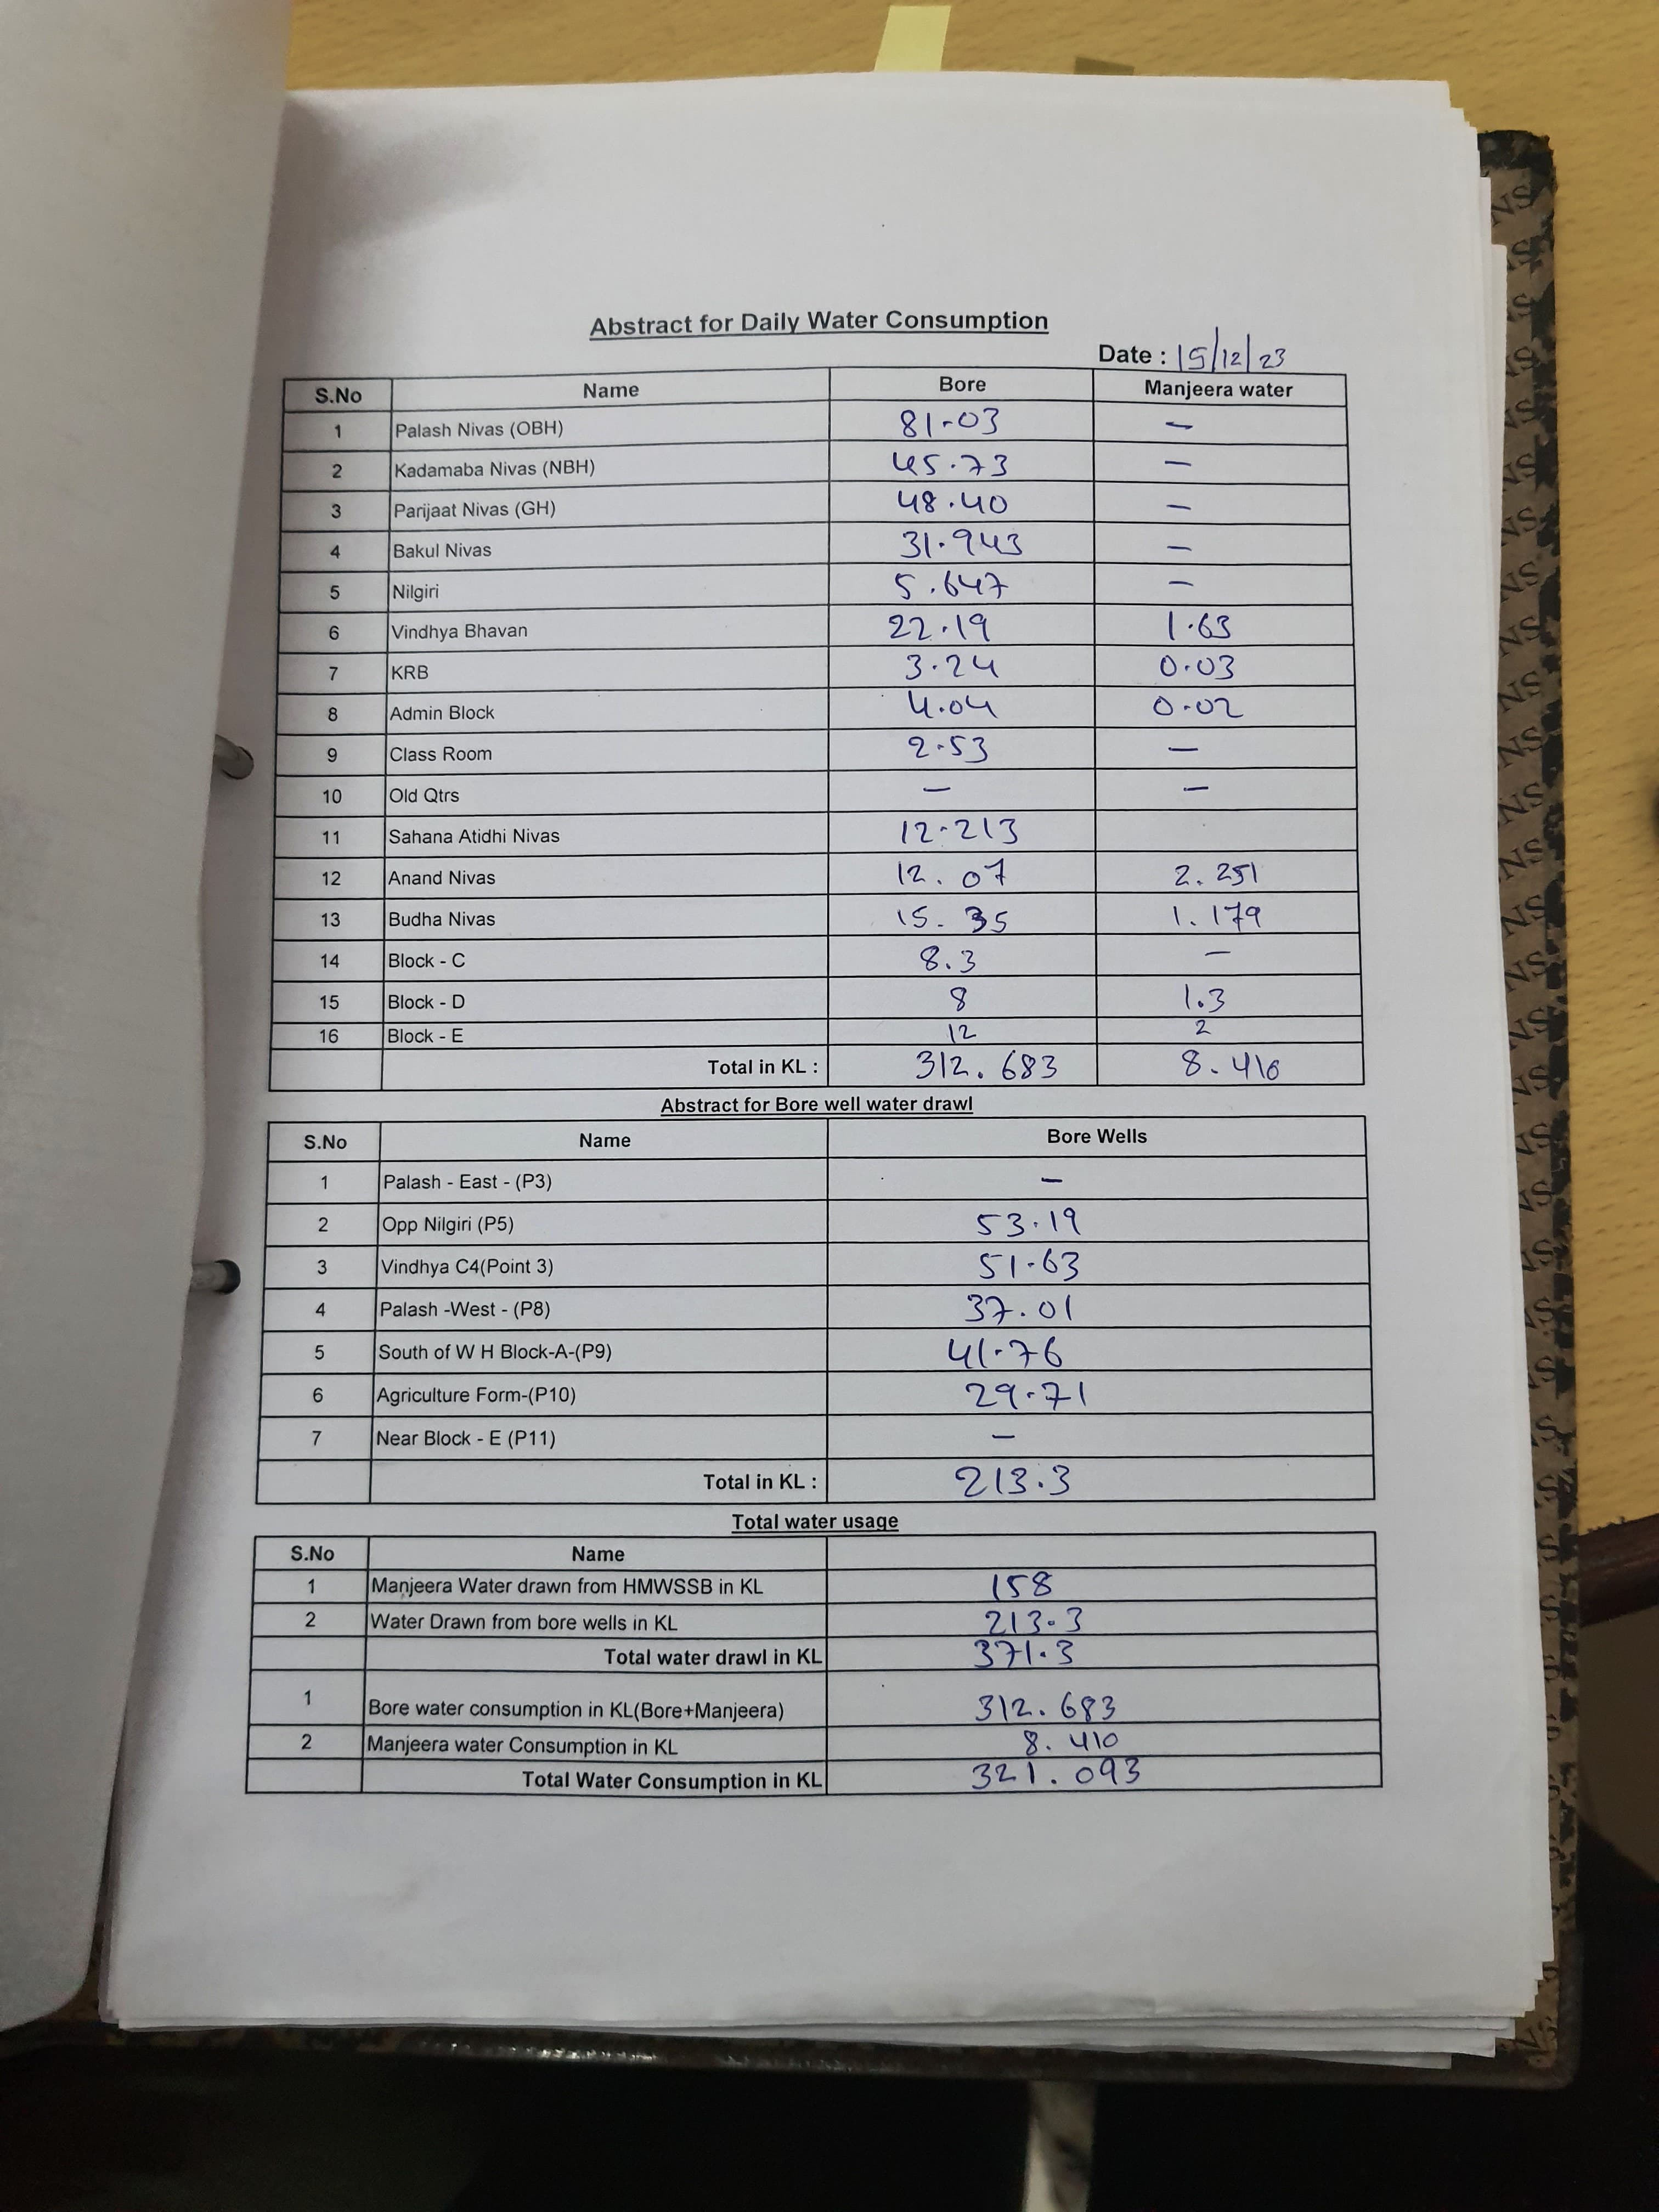 Abstract for Daily Water Consumption
Date : 15/12/23
S.No Name Bore Manjeera water
1 Palash Nivas (OBH) 81.03 —
2 Kadamaba Nivas (NBH) 45.73 —
3 Parijaat Nivas (GH) 48.40 —
4 Bakul Nivas 31.943 —
5 Nilgiri 5.647 —
6 Vindhya Bhavan 22.19 1.63
7 KRB 3.24 0.03
8 Admin Block 4.04 0.02
9 Class Room 2.53 —
10 Old Qtrs — —
11 Sahana Atidhi Nivas 12.213
12 Anand Nivas 12.07 2.251
13 Budha Nivas 15.35 1.179
14 Block - C 8.3 —
15 Block - D 8 1.3
16 Block - E 12 2
Total in KL : 312.683 8.410
Abstract for Bore well water drawl
S.No Name Bore Wells
1 Palash - East - (P3) —
2 Opp Nilgiri (P5) 53.19
3 Vindhya C4(Point 3) 51.63
4 Palash -West - (P8) 37.01
5 South of W H Block-A-(P9) 41.76
6 Agriculture Form-(P10) 29.71
7 Near Block - E (P11) —
Total in KL : 213.3
Total water usage
S.No Name
1 Manjeera Water drawn from HMWSSB in KL 158
2 Water Drawn from bore wells in KL 213.3
Total water drawl in KL 371.3
1 Bore water consumption in KL(Bore+Manjeera) 312.683
2 Manjeera water Consumption in KL 8.410
Total Water Consumption in KL 321.093